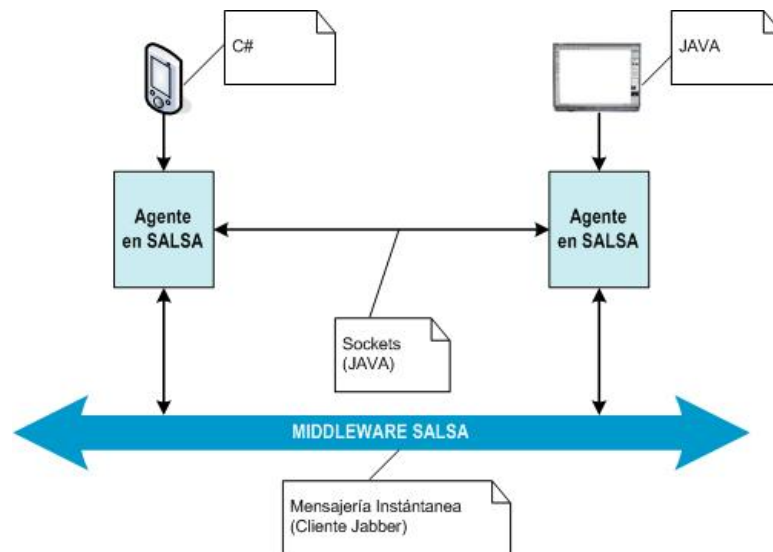 C#
JAVA
Agente
en SALSA
Agente
en SALSA
Sockets
(JAVA)
MIDDLEWARE SALSA
Mensajería Instántanea
(Cliente Jabber)